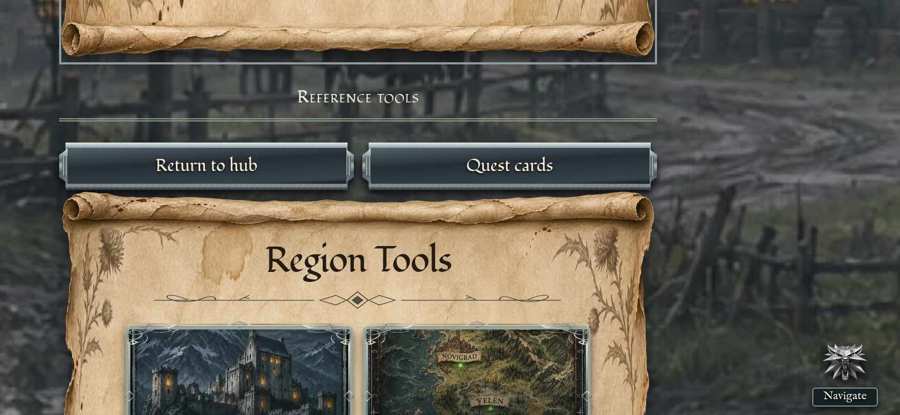 Reference tools
Return to hub
Quest cards
Region Tools
NOVIGRAD
VELEN
Navigate